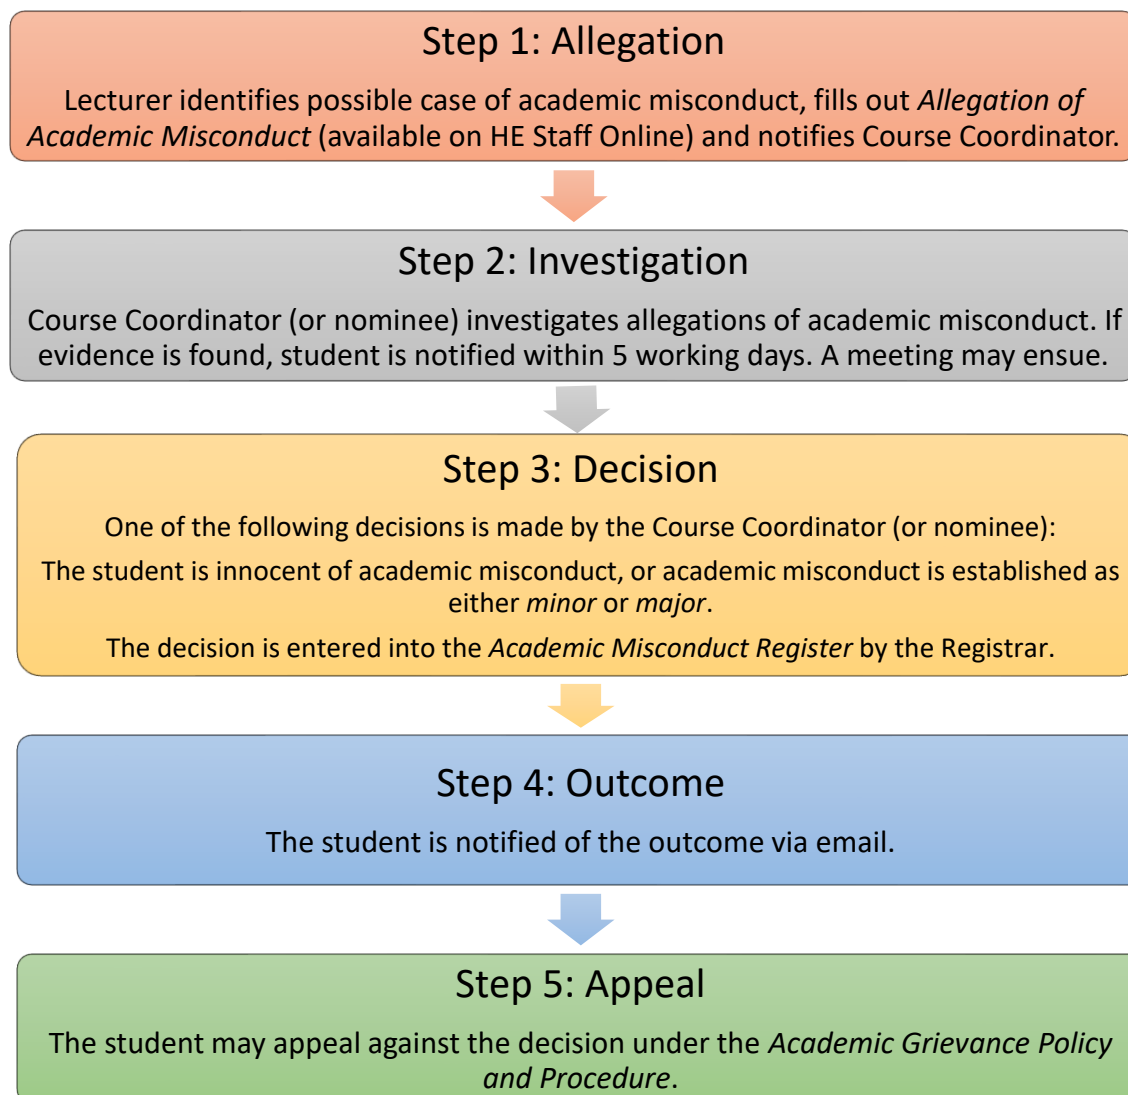 Step 1: Allegation
Lecturer identifies possible case of academic misconduct, fills out Allegation of
Academic Misconduct (available on HE Staff Online) and notifies Course Coordinator.
Step 2: Investigation
Course Coordinator (or nominee) investigates allegations of academic misconduct. If
evidence is found, student is notified within 5 working days. A meeting may ensue.
Step 3: Decision
One of the following decisions is made by the Course Coordinator (or nominee):
The student is innocent of academic misconduct, or academic misconduct is established as
either minor or major.
The decision is entered into the Academic Misconduct Register by the Registrar.
Step 4: Outcome
The student is notified of the outcome via email.
Step 5: Appeal
The student may appeal against the decision under the Academic Grievance Policy
and Procedure.